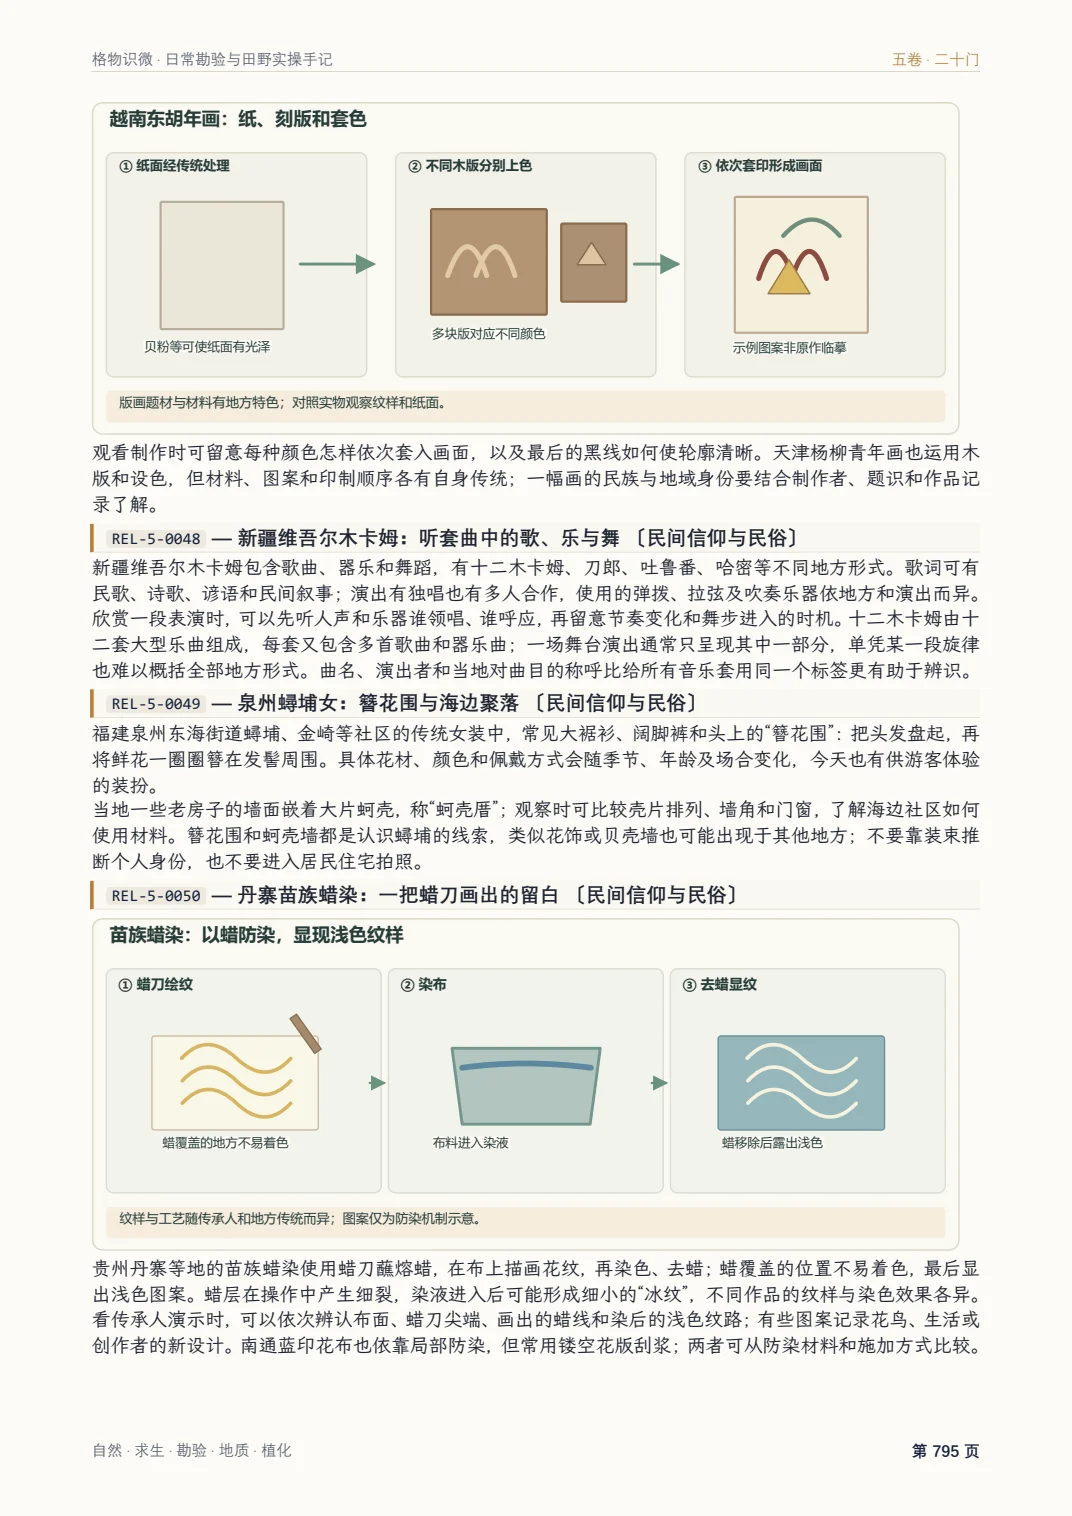 格物识微 · 日常勘验与田野实操手记
五卷 · 二十门
越南东胡年画：纸、刻版和套色
① 纸面经传统处理
② 不同木版分别上色
③ 依次套印形成画面
贝粉等可使纸面有光泽
多块版对应不同颜色
示例图案非原作临摹
版画题材与材料有地方特色；对照实物观察纹样和纸面。
观看制作时可留意每种颜色怎样依次套入画面，以及最后的黑线如何使轮廓清晰。天津杨柳青年画也运用木
版和设色，但材料、图案和印制顺序各有自身传统；一幅画的民族与地域身份要结合制作者、题识和作品记
录了解。
REL-5-0048 — 新疆维吾尔木卡姆：听套曲中的歌、乐与舞 〔民间信仰与民俗〕
新疆维吾尔木卡姆包含歌曲、器乐和舞蹈，有十二木卡姆、刀郎、吐鲁番、哈密等不同地方形式。歌词可有
民歌、诗歌、谚语和民间叙事；演出有独唱也有多人合作，使用的弹拨、拉弦及吹奏乐器依地方和演出而异。
欣赏一段表演时，可以先听人声和乐器谁领唱、谁呼应，再留意节奏变化和舞步进入的时机。十二木卡姆由十
二套大型乐曲组成，每套又包含多首歌曲和器乐曲；一场舞台演出通常只呈现其中一部分，单凭某一段旋律
也难以概括全部地方形式。曲名、演出者和当地对曲目的称呼比给所有音乐套用同一个标签更有助于辨识。
REL-5-0049 — 泉州蟳埔女：簪花围与海边聚落 〔民间信仰与民俗〕
福建泉州东海街道蟳埔、金崎等社区的传统女装中，常见大裾衫、阔脚裤和头上的“簪花围”：把头发盘起，再
将鲜花一圈圈簪在发髻周围。具体花材、颜色和佩戴方式会随季节、年龄及场合变化，今天也有供游客体验
的装扮。
当地一些老房子的墙面嵌着大片蚵壳，称“蚵壳厝”；观察时可比较壳片排列、墙角和门窗，了解海边社区如何
使用材料。簪花围和蚵壳墙都是认识蟳埔的线索，类似花饰或贝壳墙也可能出现于其他地方；不要靠装束推
断个人身份，也不要进入居民住宅拍照。
REL-5-0050 — 丹寨苗族蜡染：一把蜡刀画出的留白 〔民间信仰与民俗〕
苗族蜡染：以蜡防染，显现浅色纹样
① 蜡刀绘纹
② 染布
③ 去蜡显纹
蜡覆盖的地方不易着色
布料进入染液
蜡移除后露出浅色
纹样与工艺随传承人和地方传统而异；图案仅为防染机制示意。
贵州丹寨等地的苗族蜡染使用蜡刀蘸熔蜡，在布上描画花纹，再染色、去蜡；蜡覆盖的位置不易着色，最后显
出浅色图案。蜡层在操作中产生细裂，染液进入后可能形成细小的“冰纹”，不同作品的纹样与染色效果各异。
看传承人演示时，可以依次辨认布面、蜡刀尖端、画出的蜡线和染后的浅色纹路；有些图案记录花鸟、生活或
创作者的新设计。南通蓝印花布也依靠局部防染，但常用镂空花版刮浆；两者可从防染材料和施加方式比较。
自然 · 求生 · 勘验 · 地质 · 植化
第 795 页